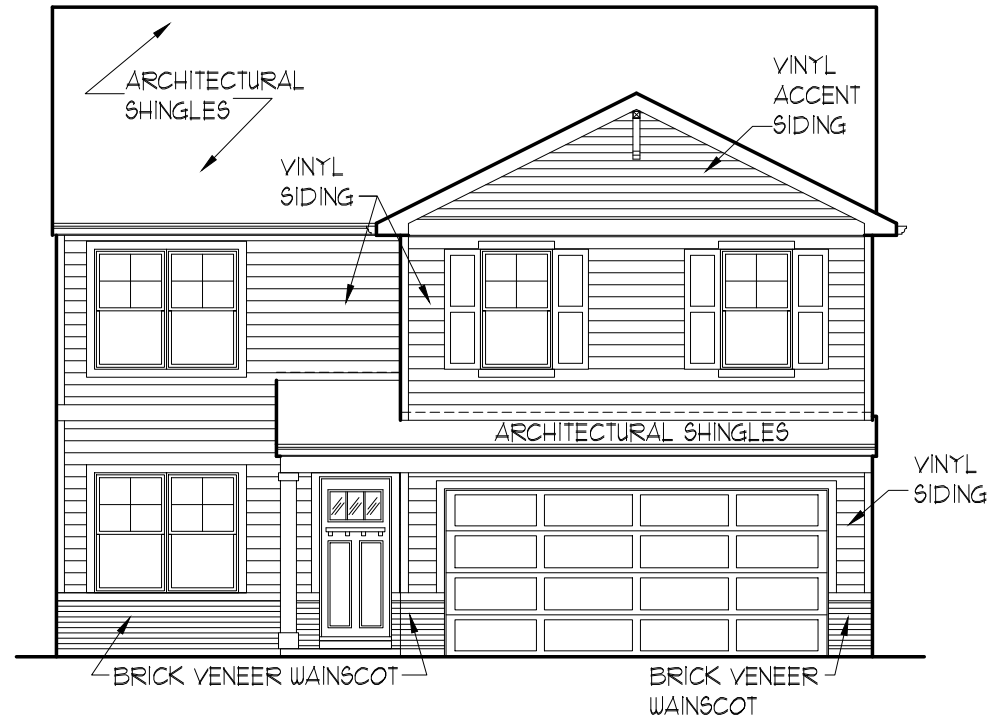 ARCHITECTURAL
SHINGLES
VINYL
ACCENT
SIDING
VINYL
SIDING
ARCHITECTURAL SHINGLES
VINYL
SIDING
BRICK VENEER WAINSCOT
BRICK VENEER
WAINSCOT